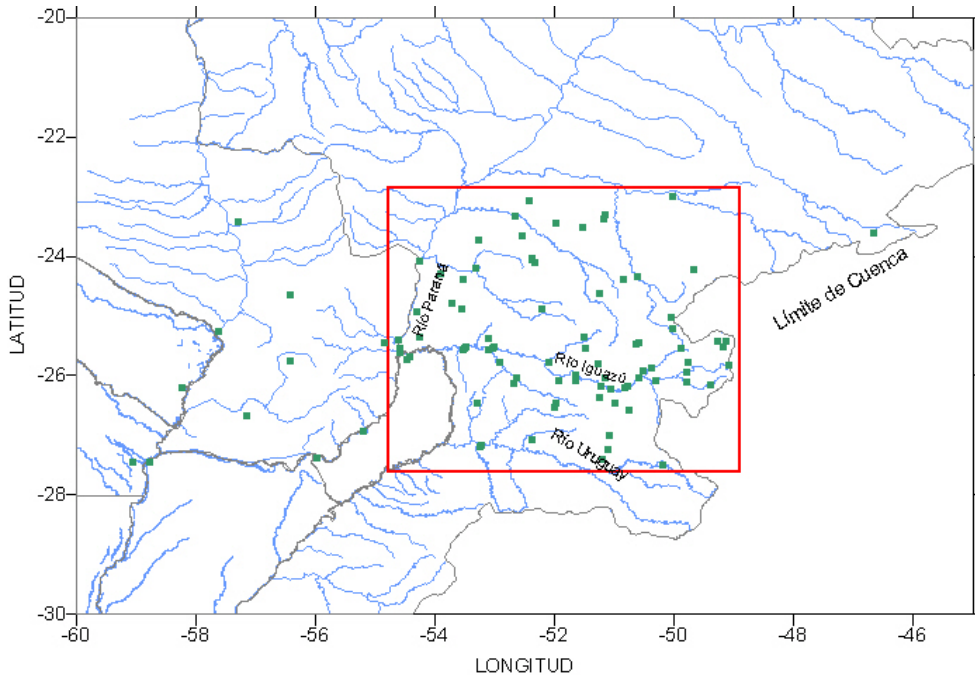 -20
-22
-24
-26
-28
-30
LATITUD
-60
-58
-56
-54
-52
-50
-48
-46
LONGITUD
Río Paraná
Río Iguazú
Río Uruguay
Límite de Cuenca